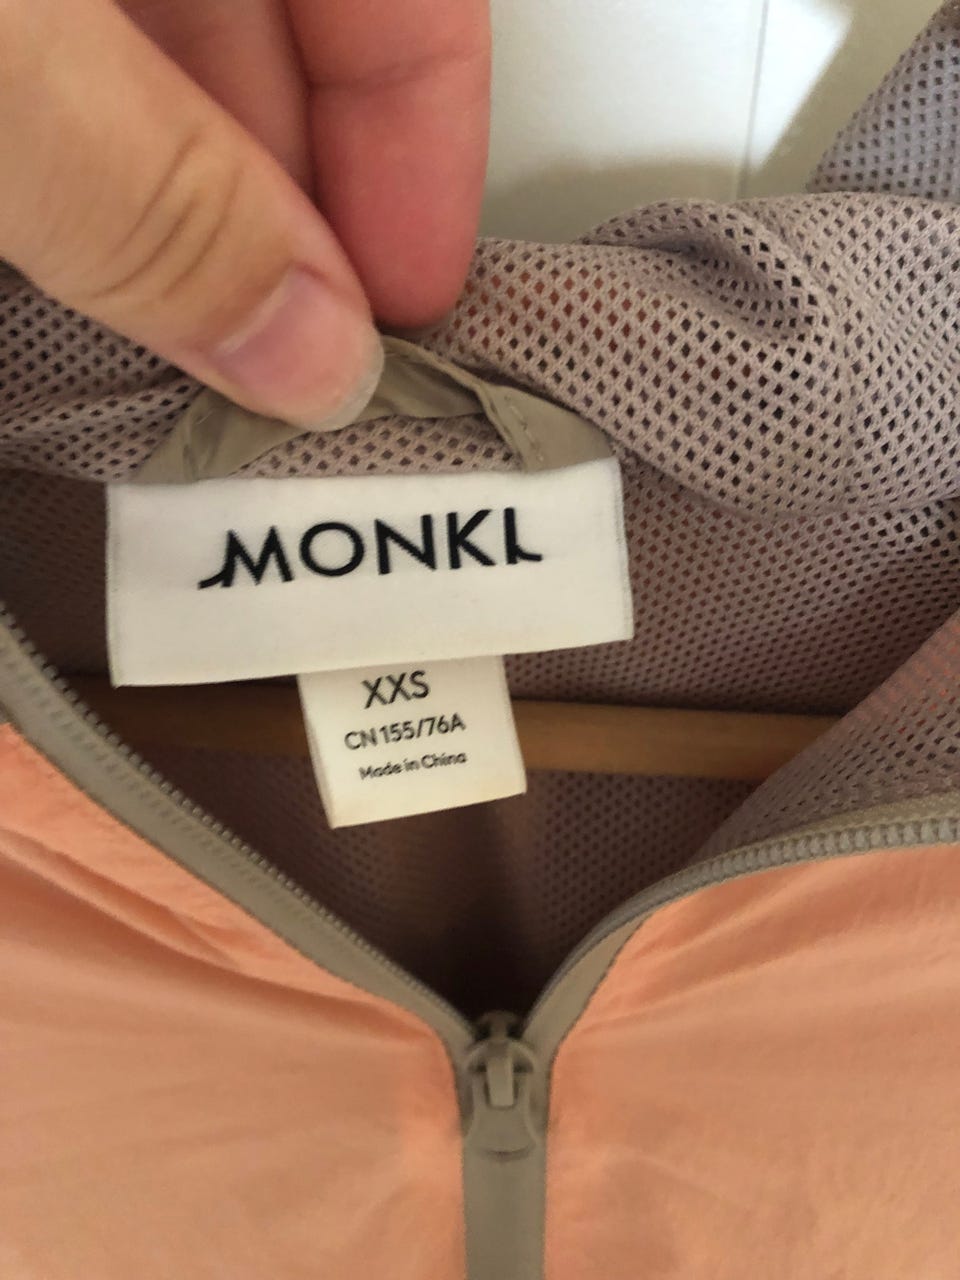 MONKI
XXS
CN 155/76A
Made in China